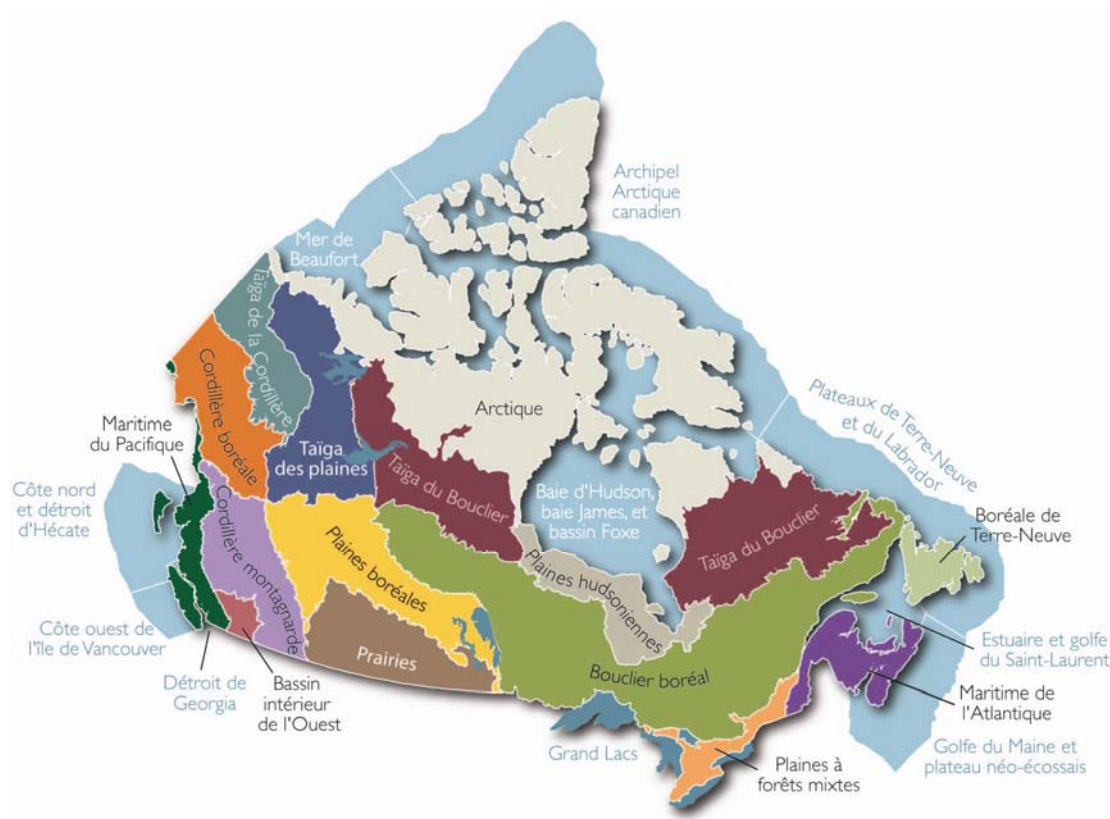 Archipel
Arctique
canadien
Mer de
Beaufort
Taïga de la Cordillère
Cordillère boréale
Arctique
Plateaux de Terre-Neuve
et du Labrador
Maritime
du Pacifique
Taïga
des plaines
Taïga du Bouclier
Baie d'Hudson,
baie James, et
bassin Foxe
Taïga du Bouclier
Côte nord
et détroit
d'Hécate
Boréale de
Terre-Neuve
Cordillère montagnarde
Plaines boréales
Plaines hudsoniennes
Côte ouest de
l'île de Vancouver
Prairies
Bouclier boréal
Estuaire et golfe
du Saint-Laurent
Détroit de
Georgia
Bassin
intérieur
de l'Ouest
Maritime de
l'Atlantique
Grand Lacs
Plaines à
forêts mixtes
Golfe du Maine et
plateau néo-écossais